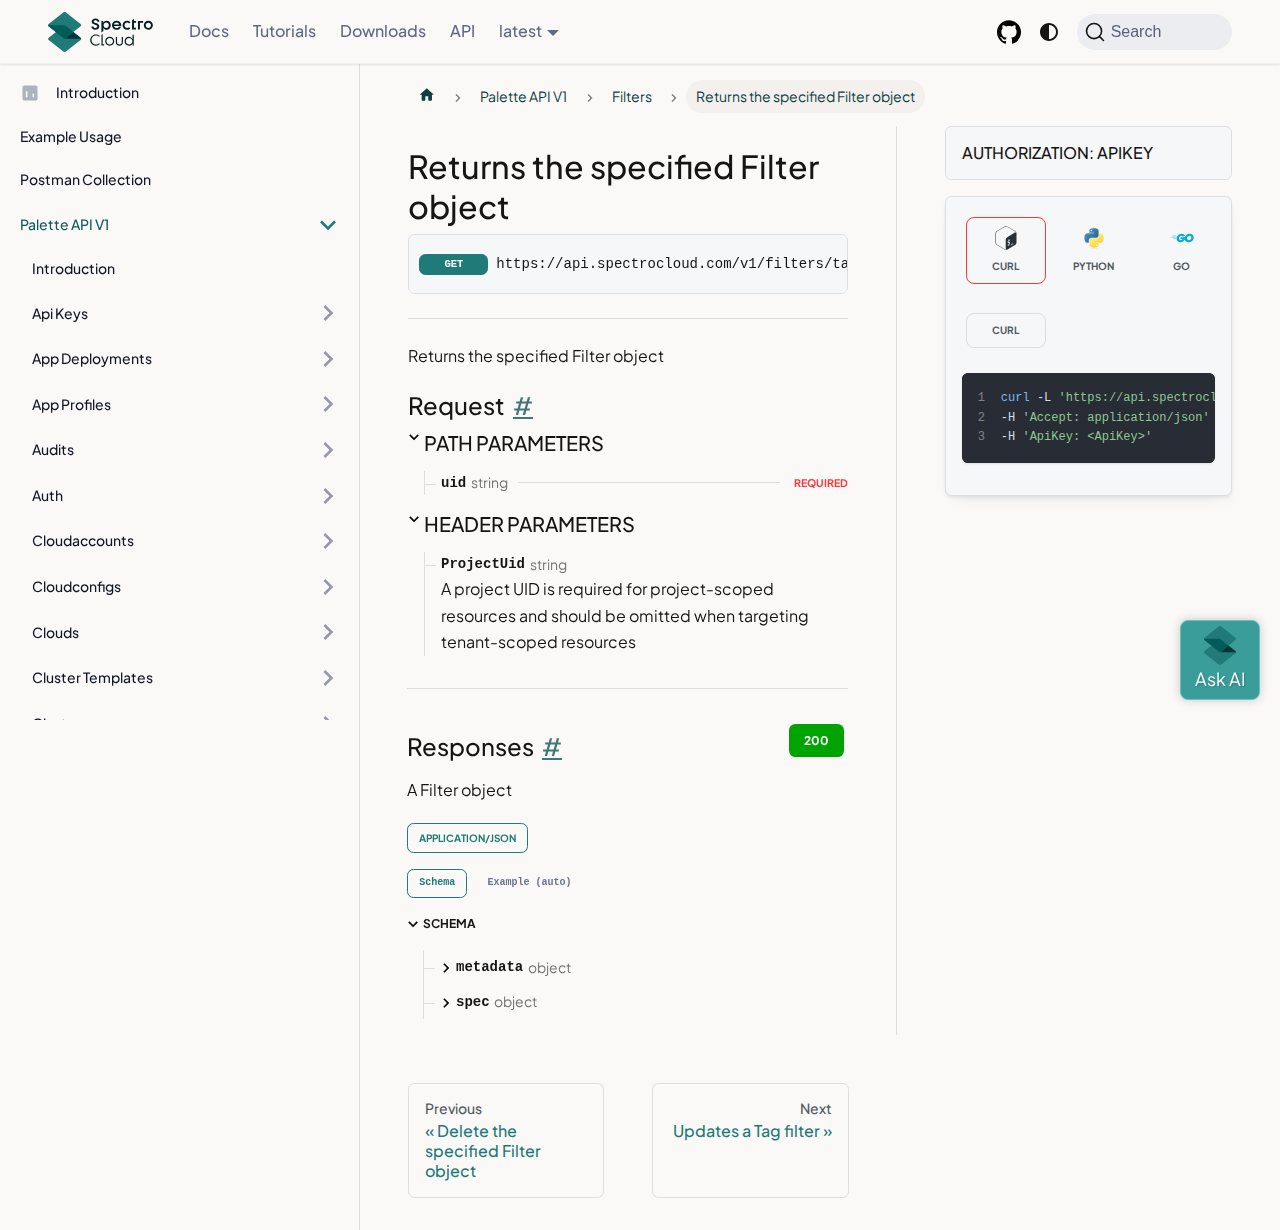 Spectro Cloud
Docs
Tutorials
Downloads
API
latest
Search
Introduction
Example Usage
Postman Collection
Palette API V1
Introduction
Api Keys
App Deployments
App Profiles
Audits
Auth
Cloudaccounts
Cloudconfigs
Clouds
Cluster Templates
Palette API V1
Filters
Returns the specified Filter object
Returns the specified Filter
object
GET https://api.spectrocloud.com/v1/filters/ta
Returns the specified Filter object
Request #
PATH PARAMETERS
uid string REQUIRED
HEADER PARAMETERS
ProjectUid string
A project UID is required for project-scoped
resources and should be omitted when targeting
tenant-scoped resources
Responses #
200
A Filter object
APPLICATION/JSON
Schema
Example (auto)
SCHEMA
metadata object
spec object
Previous
« Delete the
specified Filter
object
Next
Updates a Tag filter »
AUTHORIZATION: APIKEY
CURL
PYTHON
GO
CURL
1 curl -L 'https://api.spectrocl
2 -H 'Accept: application/json'
3 -H 'ApiKey: <ApiKey>'
Ask AI